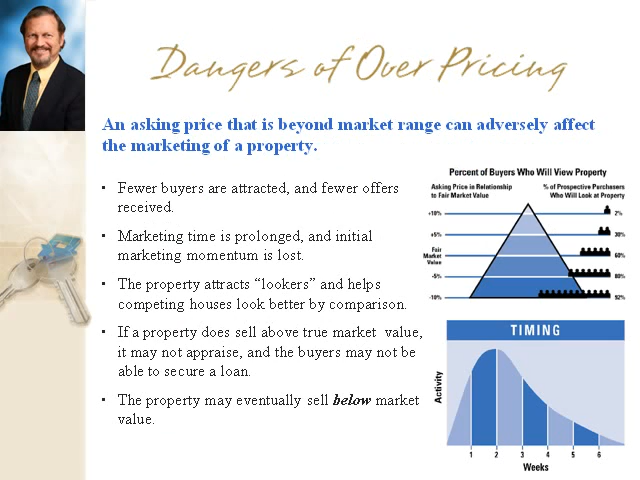 Dangers of Over Pricing
An asking price that is beyond market range can adversely affect
the marketing of a property.
• Fewer buyers are attracted, and fewer offers
received.
• Marketing time is prolonged, and initial
marketing momentum is lost.
• The property attracts “lookers” and helps
competing houses look better by comparison.
• If a property does sell above true market value,
it may not appraise, and the buyers may not be
able to secure a loan.
• The property may eventually sell below market
value.
Percent of Buyers Who Will View Property
Asking Price in Relationship
to Fair Market Value
% of Prospective Purchasers
Who Will Look at Property
+10% 2%
+5% 30%
Fair
Market
Value
60%
-5% 80%
-10% 92%
TIMING
Activity
1 2 3 4 5 6
Weeks